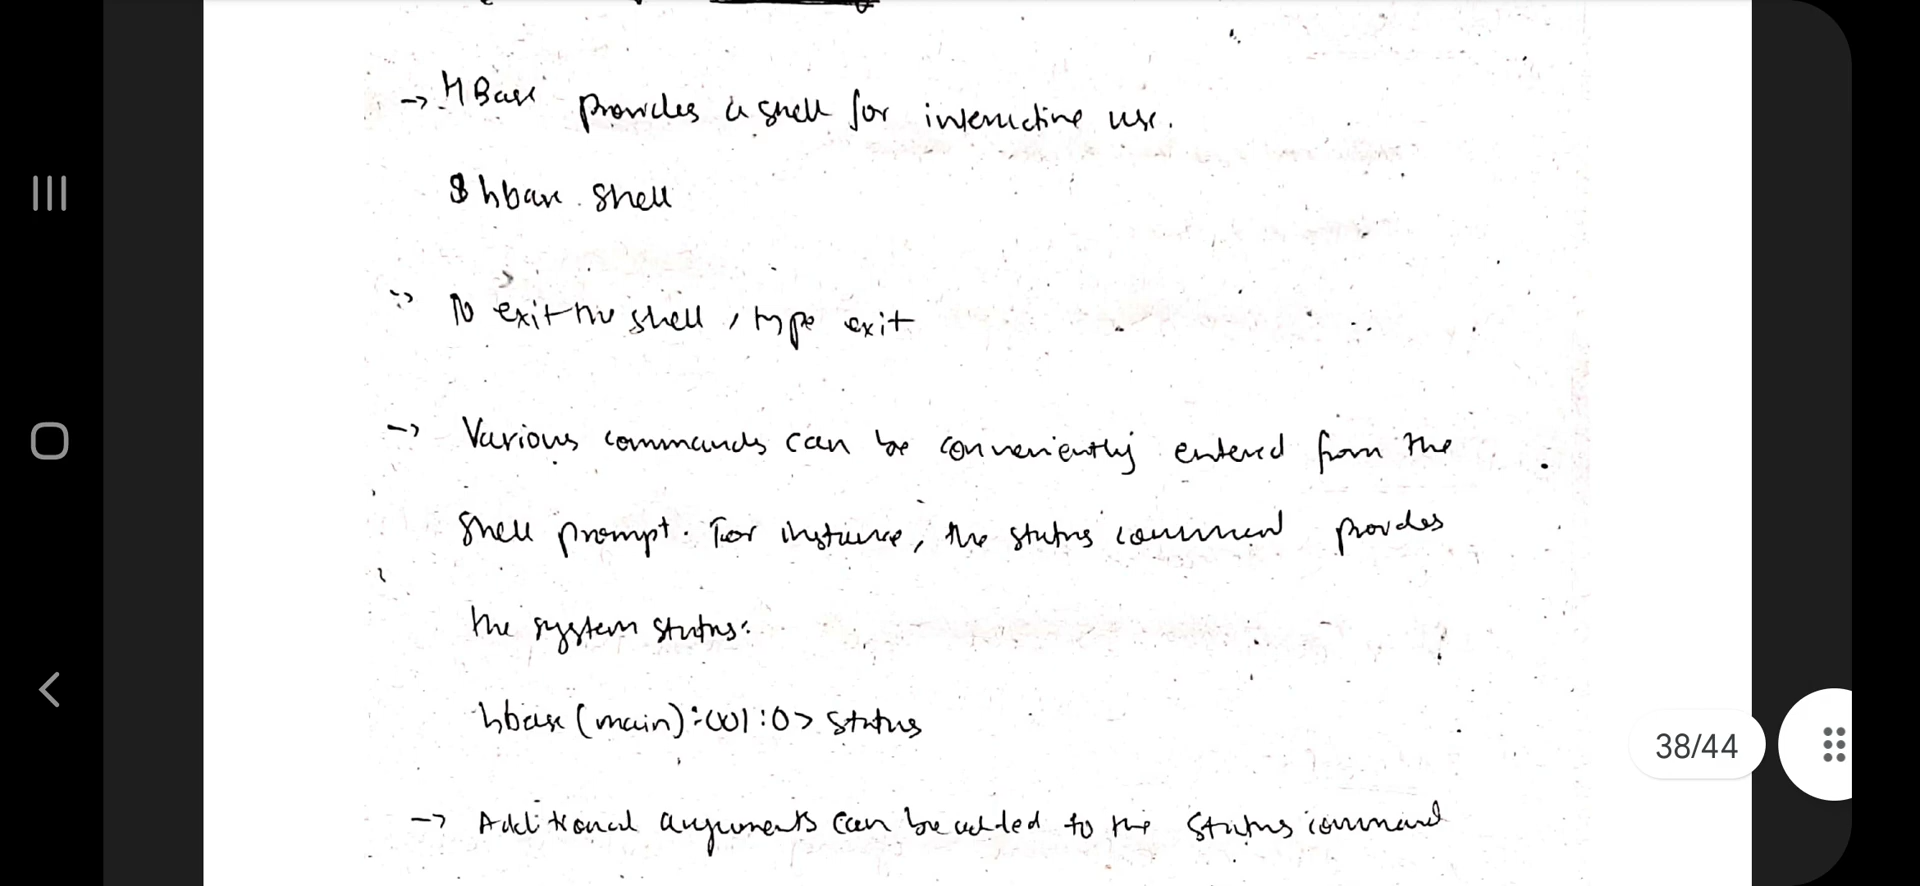 → HBase provides a shell for interactive use.
$ hbase shell
→ To exit the shell, type exit
→ Various commands can be conveniently entered from the
shell prompt. For instance, the status command provides
the system status:
hbase(main):001:0> status
→ Additional arguments can be added to the status command
38/44